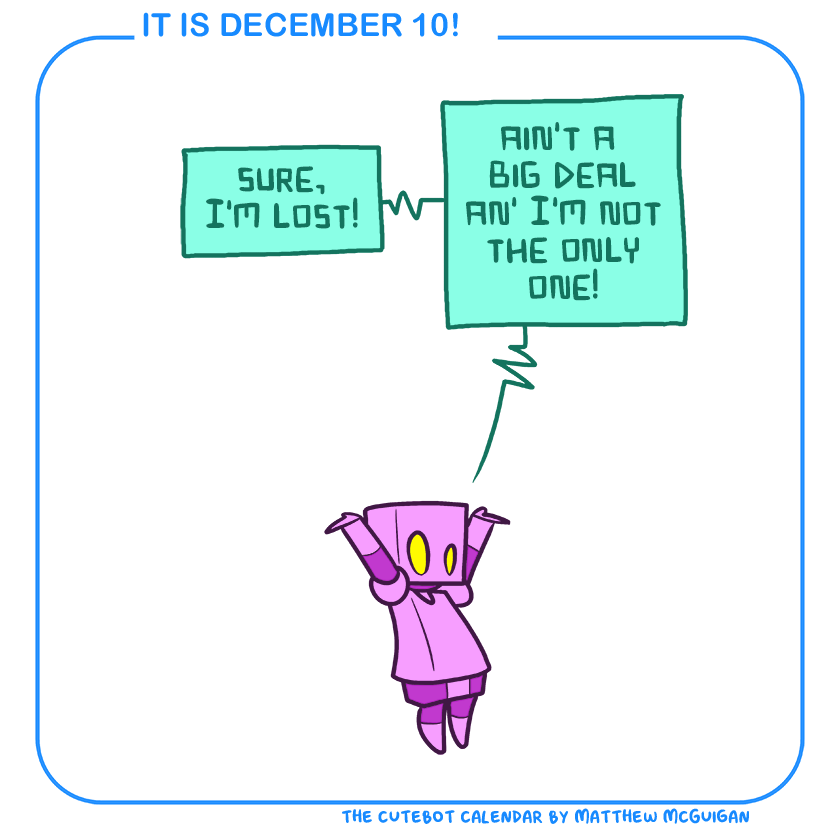 IT IS DECEMBER 10!
SURE,
I'M LOST!
AIN'T A
BIG DEAL
AN' I'M NOT
THE ONLY
ONE!
THE CUTEBOT CALENDAR BY MATTHEW MCGUIGAN